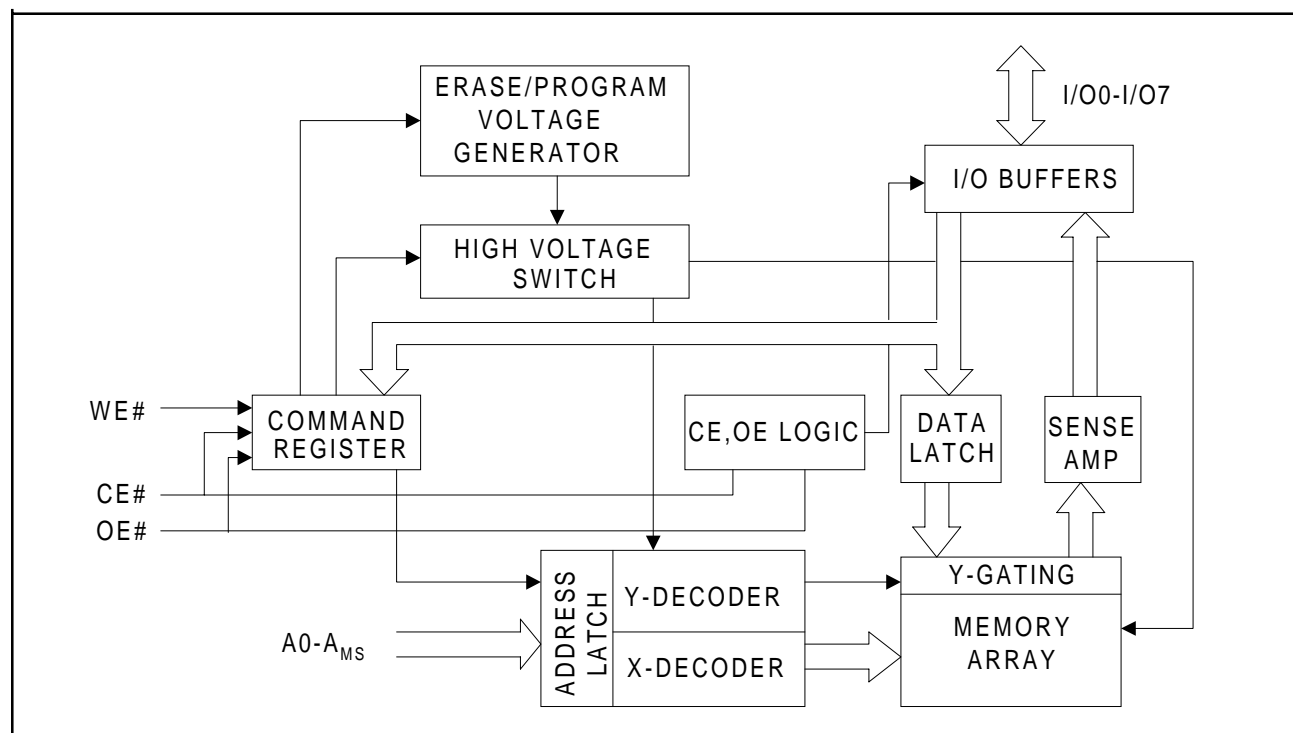 ERASE/PROGRAM
VOLTAGE
GENERATOR
I/O0-I/O7
I/O BUFFERS
HIGH VOLTAGE
SWITCH
WE#
COMMAND
REGISTER
CE,OE LOGIC
DATA
LATCH
SENSE
AMP
CE#
OE#
ADDRESS
LATCH
Y-DECODER
X-DECODER
Y-GATING
MEMORY
ARRAY
A0-AMS